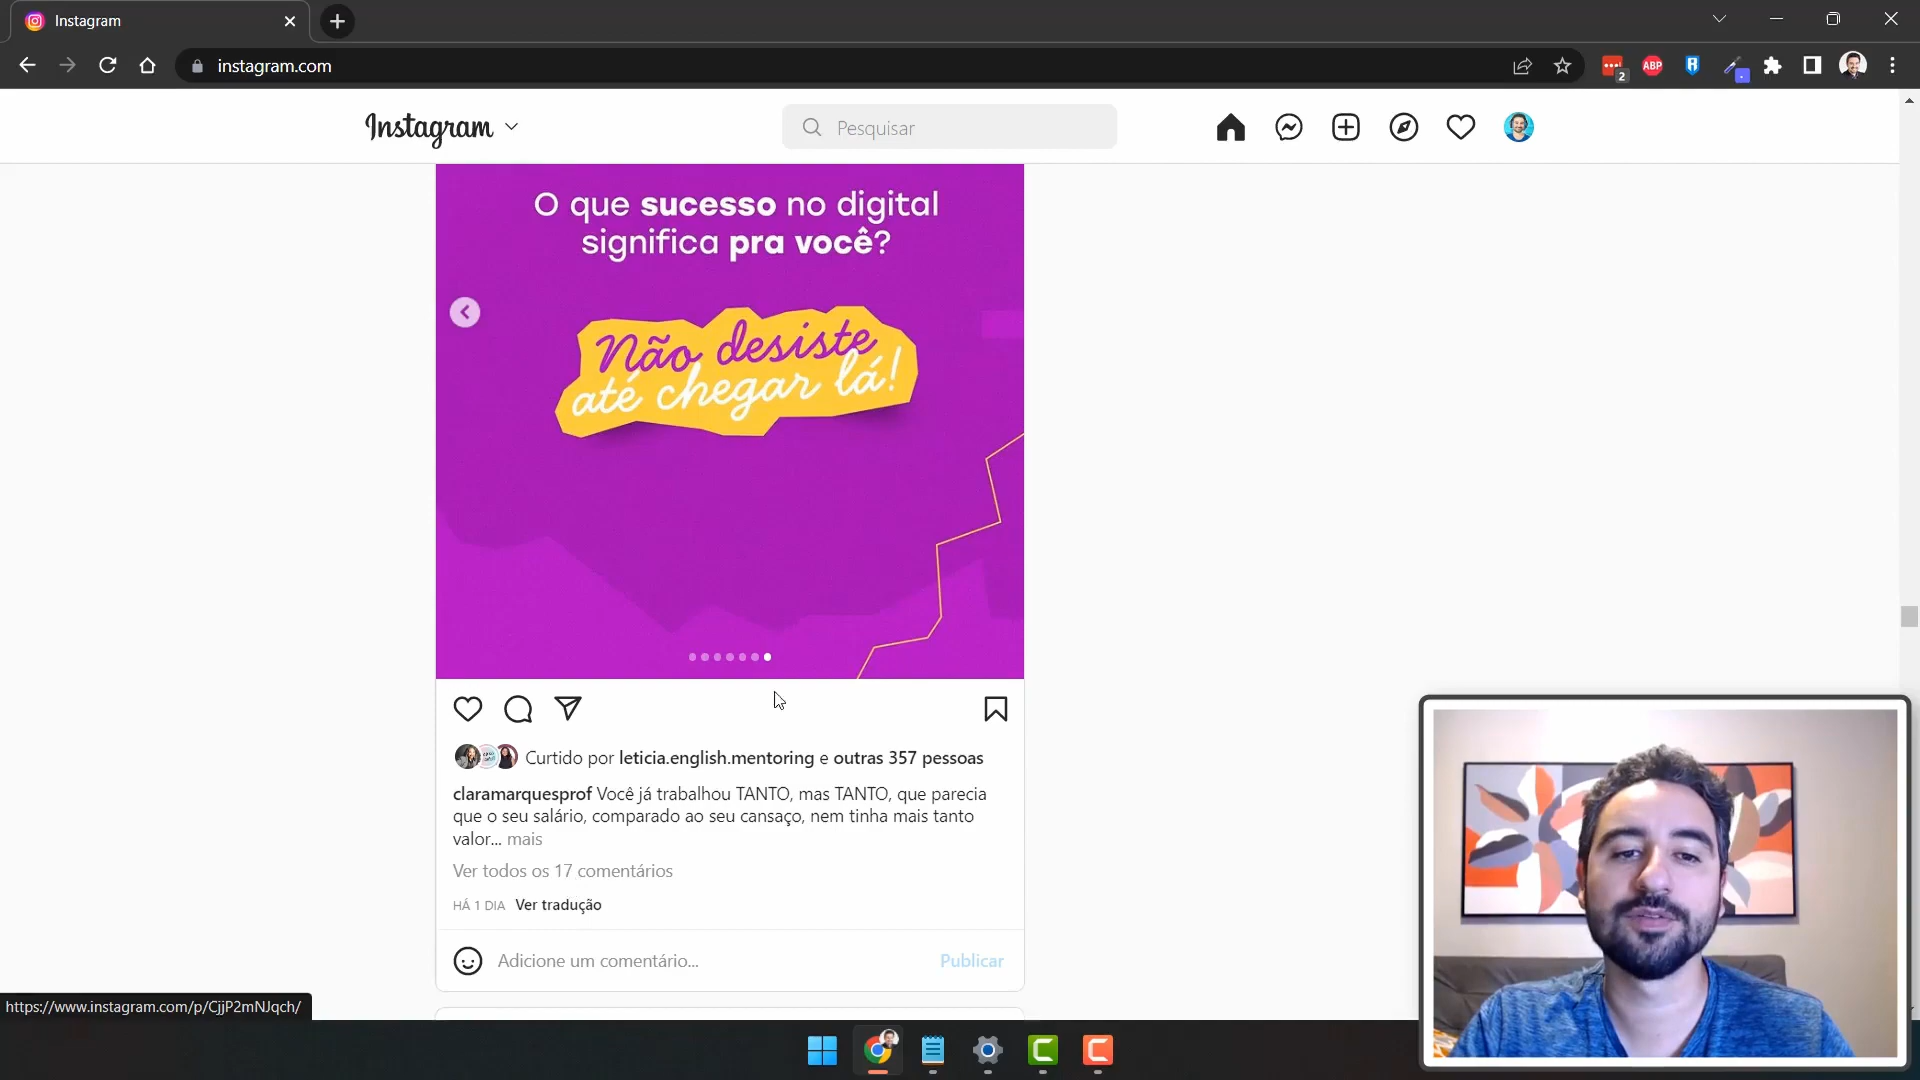 Instagram
instagram.com
2
ABP
Instagram
Pesquisar
O que sucesso no digital
significa pra você?
Não desiste
até chegar lá!
Curtido por leticia.english.mentoring e outras 357 pessoas
claramarquesprof Você já trabalhou TANTO, mas TANTO, que parecia
que o seu salário, comparado ao seu cansaço, nem tinha mais tanto
valor... mais
Ver todos os 17 comentários
HÁ 1 DIA Ver tradução
Adicione um comentário...
Publicar
https://www.instagram.com/p/CjjP2mNJqch/